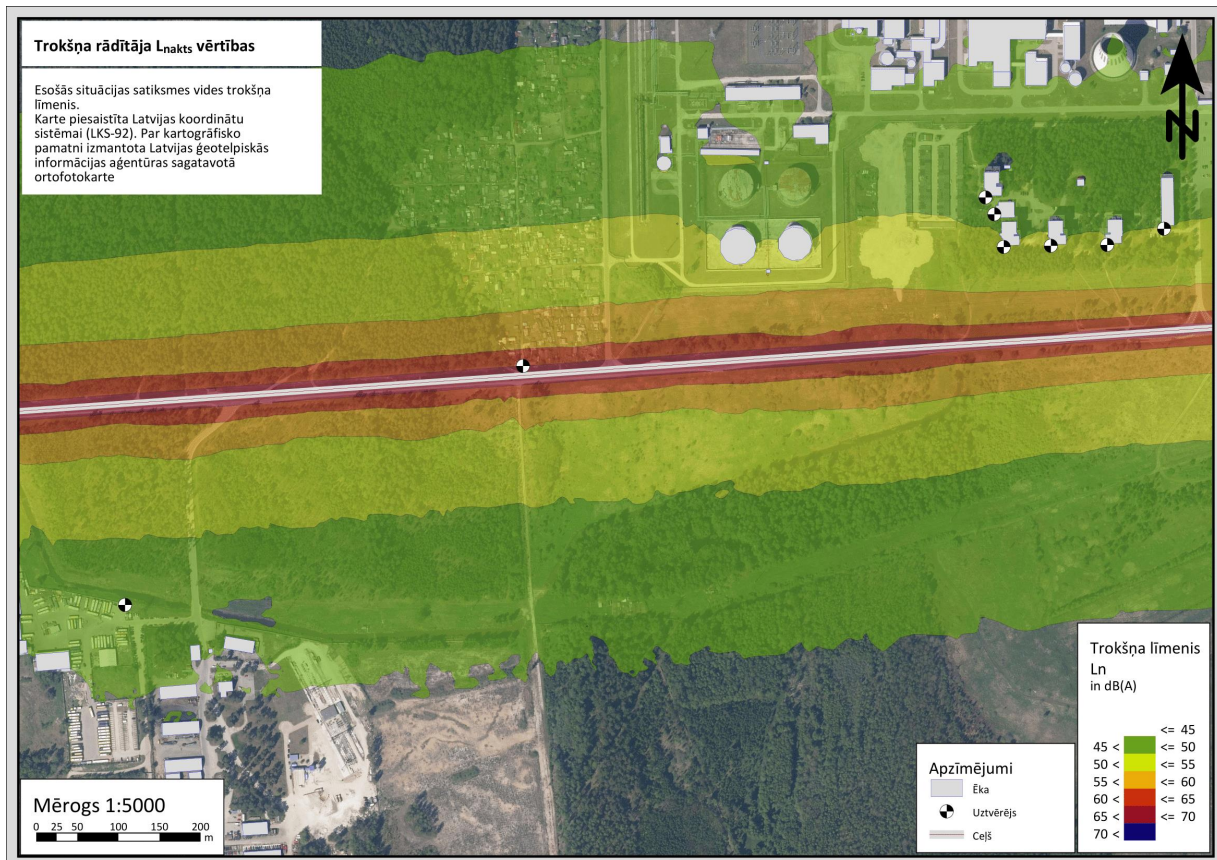 Trokšņa rādītāja Lnakts vērtības
Esošās situācijas satiksmes vides trokšņa
līmenis.
Karte piesaistīta Latvijas koordinātu
sistēmai (LKS-92). Par kartogrāfisko
pamatni izmantota Latvijas ģeotelpiskās
informācijas aģentūras sagatavotā
ortofotokarte
N
Mērogs 1:5000
0 25 50 100 150 200
m
Apzīmējumi
Ēka
Uztvērējs
Ceļš
Trokšņa līmenis
Ln
in dB(A)
<= 45
45 < <= 50
50 < <= 55
55 < <= 60
60 < <= 65
65 < <= 70
70 <